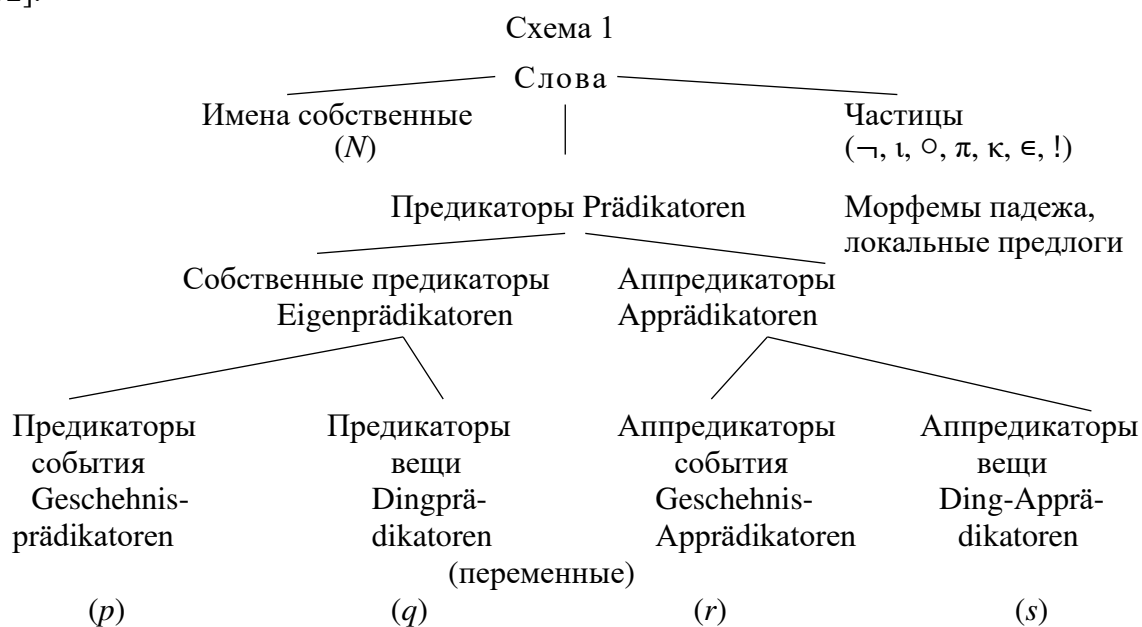 Схема 1
Слова
Имена собственные
(N)
Частицы
(¬, ι, ○, π, κ, ∈, !)
Предикаторы Prädikatoren
Морфемы падежа,
локальные предлоги
Собственные предикаторы
Eigenprädikatoren
Аппредикаторы
Apprädikatoren
Предикаторы
события
Geschehnis-
prädikatoren
Предикаторы
вещи
Dingprä-
dikatoren
Аппредикаторы
события
Geschehnis-
Apprädikatoren
Аппредикаторы
вещи
Ding-Apprä-
dikatoren
(переменные)
(p) (q) (r) (s)